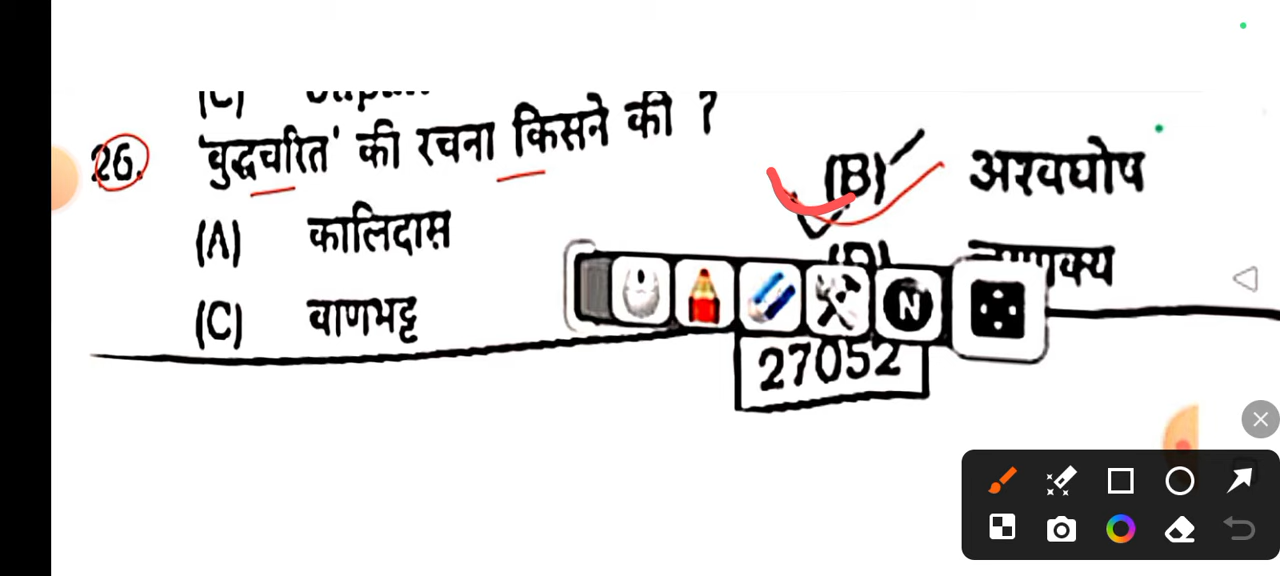 26. 'बुद्धचरित' की रचना किसने की ?
(A) कालिदास (B) अश्वघोष
(C) वाणभट्ट
27052
N